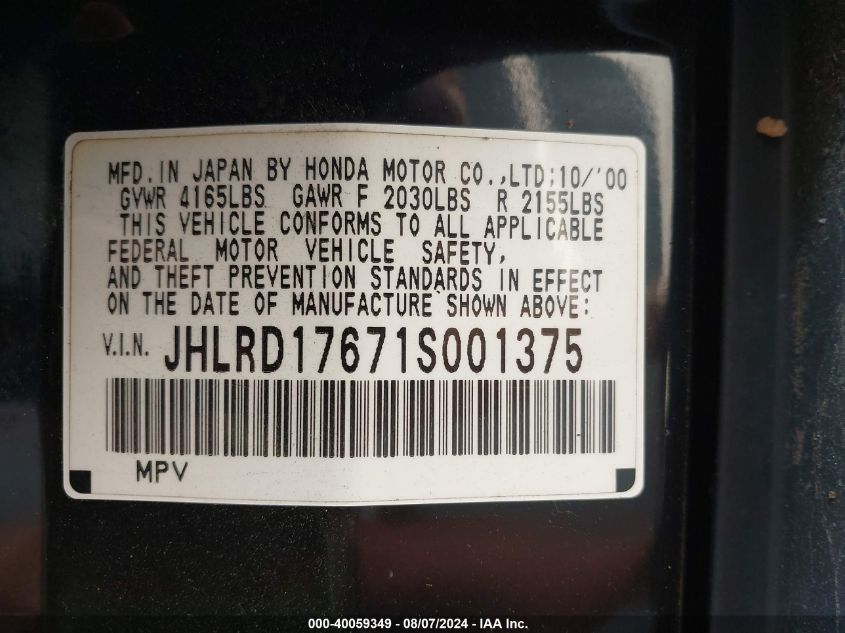 MFD.IN JAPAN BY HONDA MOTOR CO.,LTD;10/'00
GVWR 4165LBS GAWR F 2030LBS R 2155LBS
THIS VEHICLE CONFORMS TO ALL APPLICABLE
FEDERAL MOTOR VEHICLE SAFETY,
AND THEFT PREVENTION STANDARDS IN EFFECT
ON THE DATE OF MANUFACTURE SHOWN ABOVE:
V.I.N. JHLRD17671S001375
MPV
000-40059349 - 08/07/2024 - IAA Inc.